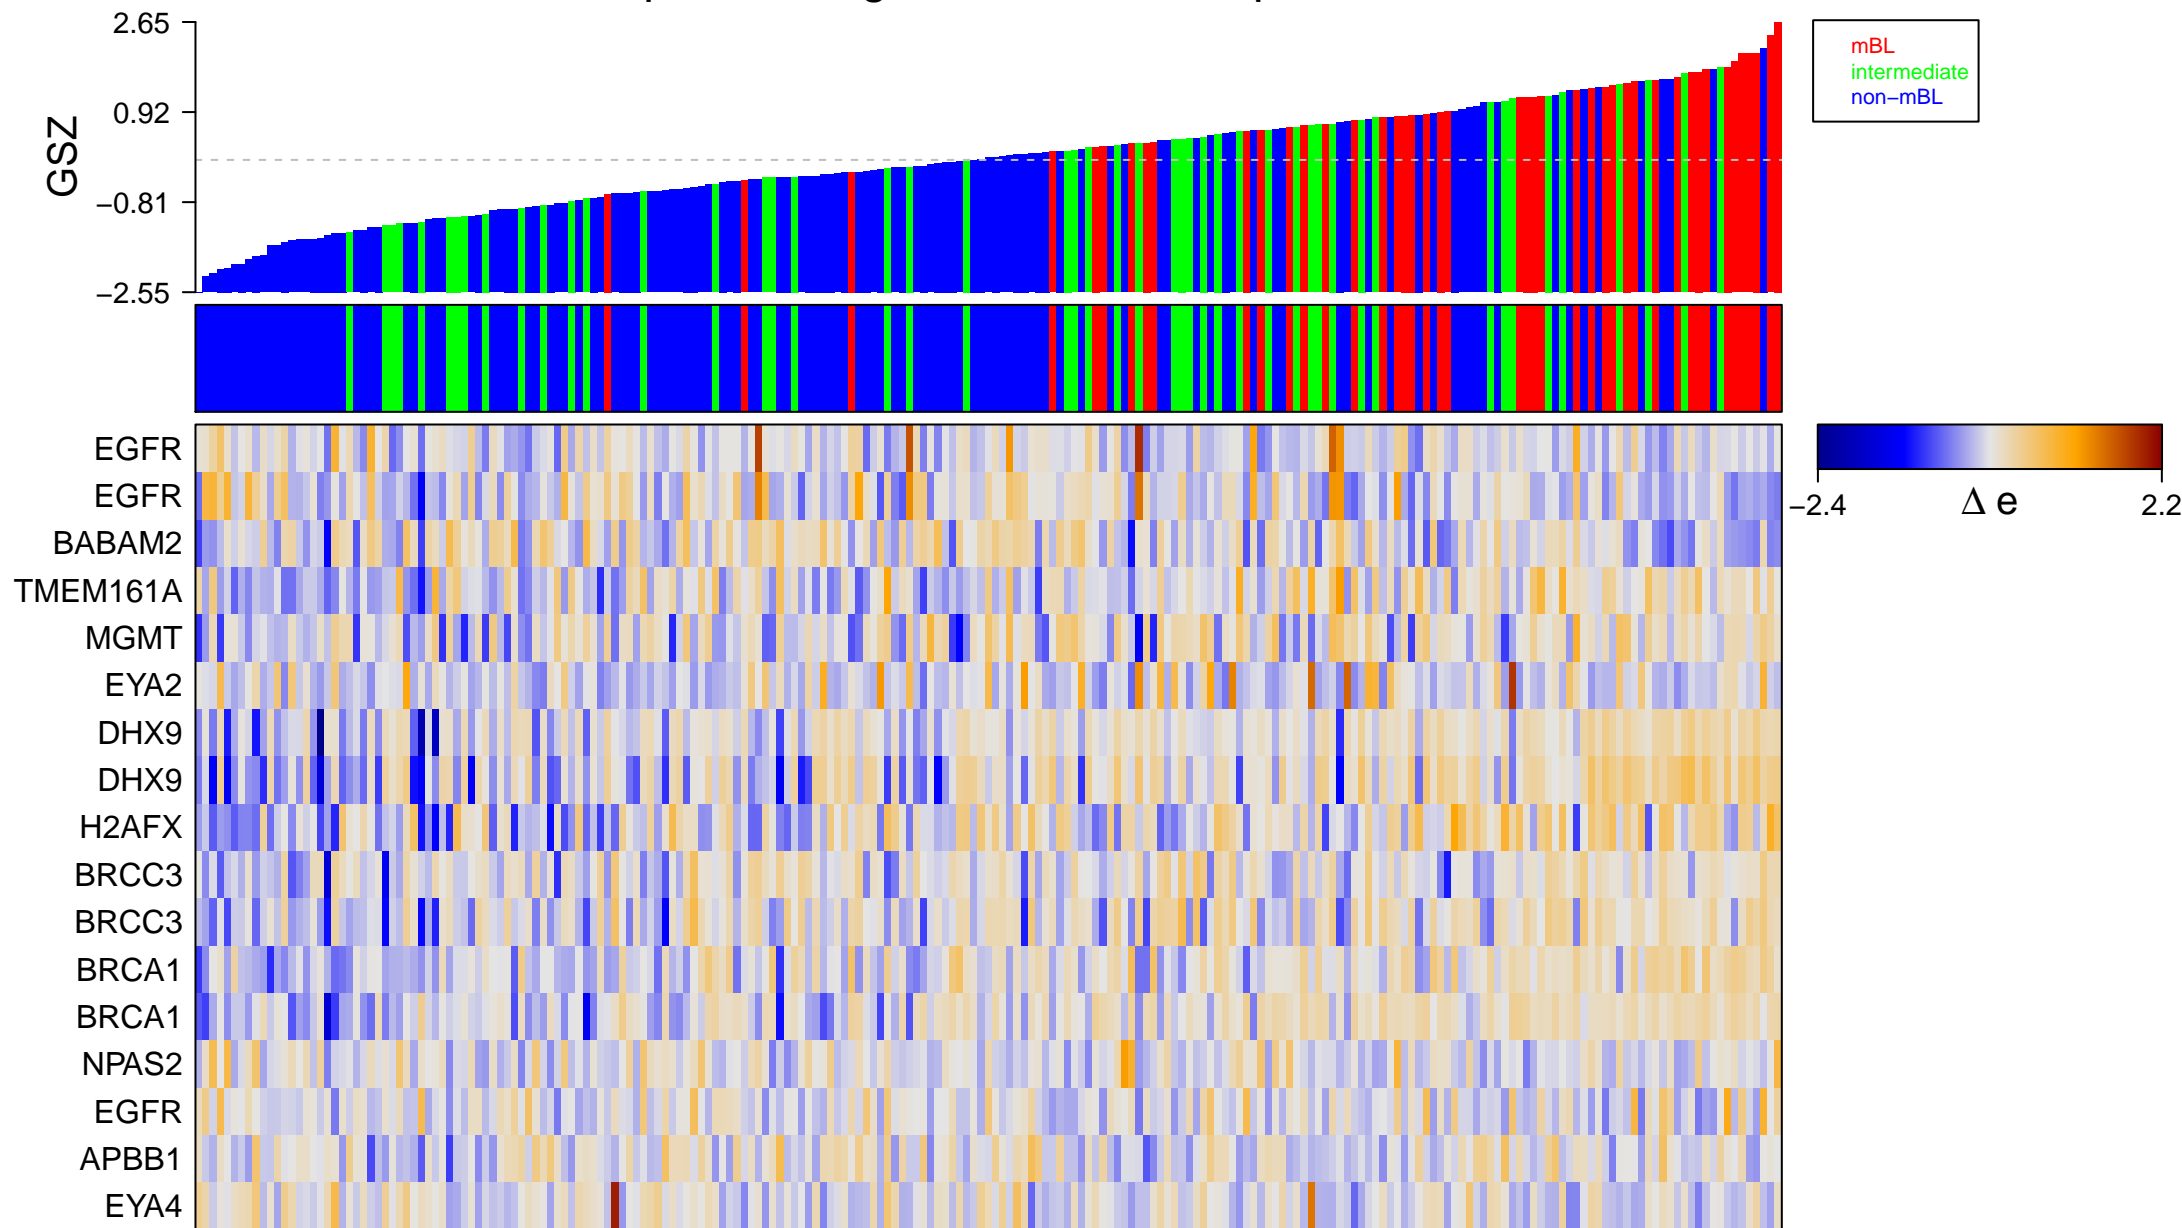 2.65
0.92
−0.81
−2.55
GSZ
mBL
intermediate
non−mBL
EGFR
EGFR
BABAM2
TMEM161A
MGMT
EYA2
DHX9
DHX9
H2AFX
BRCC3
BRCC3
BRCA1
BRCA1
NPAS2
EGFR
APBB1
EYA4
−2.4
Δ e
2.2